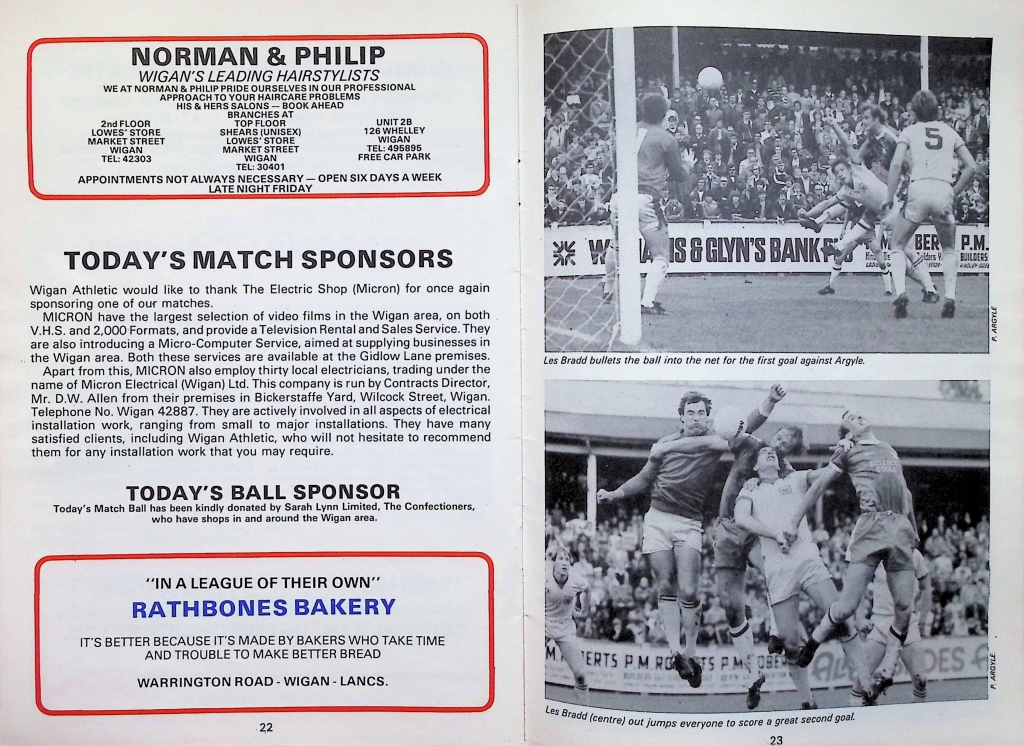 NORMAN & PHILIP
WIGAN'S LEADING HAIRSTYLISTS
WE AT NORMAN & PHILIP PRIDE OURSELVES IN OUR PROFESSIONAL
APPROACH TO YOUR HAIRCARE PROBLEMS
HIS & HERS SALONS — BOOK AHEAD
BRANCHES AT
2nd FLOOR
LOWES' STORE
MARKET STREET
WIGAN
TEL: 42303
TOP FLOOR
SHEARS (UNISEX)
LOWES' STORE
MARKET STREET
WIGAN
TEL: 30401
UNIT 2B
126 WHELLEY
WIGAN
TEL: 495895
FREE CAR PARK
APPOINTMENTS NOT ALWAYS NECESSARY — OPEN SIX DAYS A WEEK
LATE NIGHT FRIDAY
TODAY'S MATCH SPONSORS
Wigan Athletic would like to thank The Electric Shop (Micron) for once again
sponsoring one of our matches.
MICRON have the largest selection of video films in the Wigan area, on both
V.H.S. and 2,000 Formats, and provide a Television Rental and Sales Service. They
are also introducing a Micro-Computer Service, aimed at supplying businesses in
the Wigan area. Both these services are available at the Gidlow Lane premises.
Apart from this, MICRON also employ thirty local electricians, trading under the
name of Micron Electrical (Wigan) Ltd. This company is run by Contracts Director,
Mr. D.W. Allen from their premises in Bickerstaffe Yard, Wilcock Street, Wigan.
Telephone No. Wigan 42887. They are actively involved in all aspects of electrical
installation work, ranging from small to major installations. They have many
satisfied clients, including Wigan Athletic, who will not hesitate to recommend
them for any installation work that you may require.
TODAY'S BALL SPONSOR
Today's Match Ball has been kindly donated by Sarah Lynn Limited, The Confectioners,
who have shops in and around the Wigan area.
"IN A LEAGUE OF THEIR OWN"
RATHBONES BAKERY
IT'S BETTER BECAUSE IT'S MADE BY BAKERS WHO TAKE TIME
AND TROUBLE TO MAKE BETTER BREAD
WARRINGTON ROAD - WIGAN - LANCS.
22
5
W IS & GLYN'S BANK
BER P.M.
BUILDERS
P. ARGYLE
Les Bradd bullets the ball into the net for the first goal against Argyle.
BULLDOG
ERTS P.M RO TS P.M OBER
P. ARGYLE.
Les Bradd (centre) out jumps everyone to score a great second goal.
23